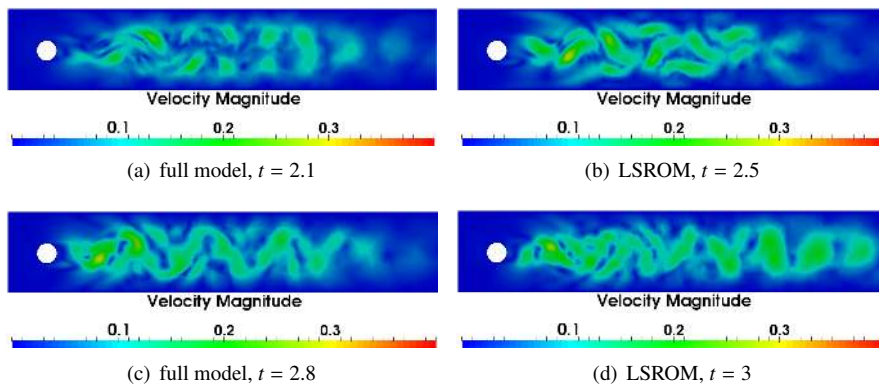 Velocity Magnitude
0.1 0.2 0.3
(a) full model, t = 2.1
Velocity Magnitude
0.1 0.2 0.3
(b) LSROM, t = 2.5
Velocity Magnitude
0.1 0.2 0.3
(c) full model, t = 2.8
Velocity Magnitude
0.1 0.2 0.3
(d) LSROM, t = 3